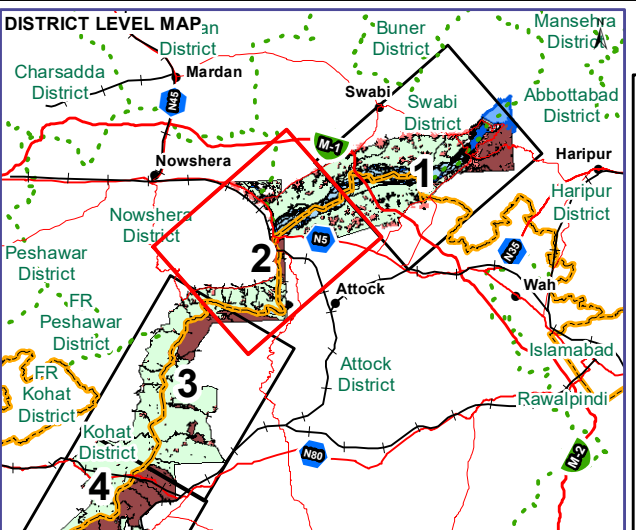 DISTRICT LEVEL MAP
an
District
Buner
District
Mansehra
District
Charsadda
District
Mardan
N45
Swabi
Swabi
District
Abbottabad
District
M-1
Nowshera
1
Haripur
Haripur
District
Nowshera
District
N5
2
N35
Peshawar
District
FR
Peshawar
District
Attock
Wah
Islamabad
FR
Kohat
District
3
Attock
District
Rawalpindi
Kohat
District
N80
M-2
4